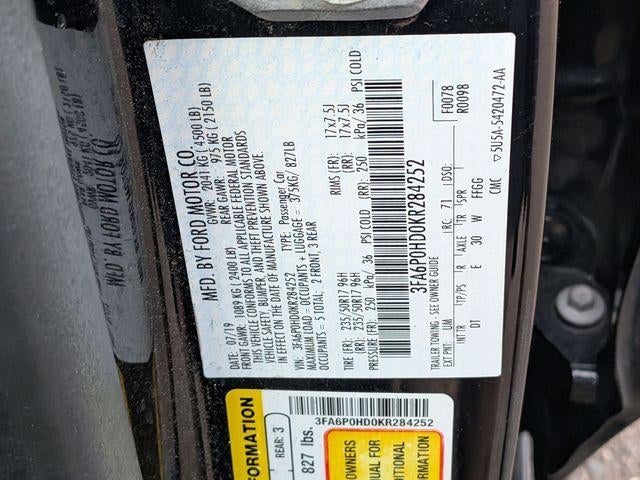 MFD. BY FORD MOTOR CO.
DATE: 07/19 GVWR: 2041 KG ( 4500 LB)
FRONT GAWR: 1089 KG ( 2400 LB) REAR GAWR: 975 KG ( 2150 LB)
THIS VEHICLE CONFORMS TO ALL APPLICABLE FEDERAL MOTOR
VEHICLE SAFETY, BUMPER, AND THEFT PREVENTION STANDARDS
IN EFFECT ON THE DATE OF MANUFACTURE SHOWN ABOVE.
VIN: 3FA6P0HD0KR284252 TYPE: Passenger Car
MAXIMUM LOAD = OCCUPANTS + LUGGAGE = 375KG/ 827LB
OCCUPANTS = 5 TOTAL: 2 FRONT, 3 REAR
TIRE (FR): 235/50R17 96H RIMS (FR): 17x7.5J
(RR): 235/50R17 96H (RR): 17x7.5J
PRESSURE (FR): 250 kPa/ 36 PSI COLD (RR): 250 kPa/ 36 PSI COLD
3FA6P0HD0KR284252
TRAILER TOWING - SEE OWNER GUIDE
F0078
EXT PNT: UM RC: 71 DSO: R0098
INT TR TP/PS R AXLE TR SPR
DT E 30 W FFGG
CMC 5U5A-5420472-AA
3FA6P0HD0KR284252
ORMATION
REAR: 3
827 lbs.
OWNERS
MANUAL FOR
DITIONAL
ORMATION